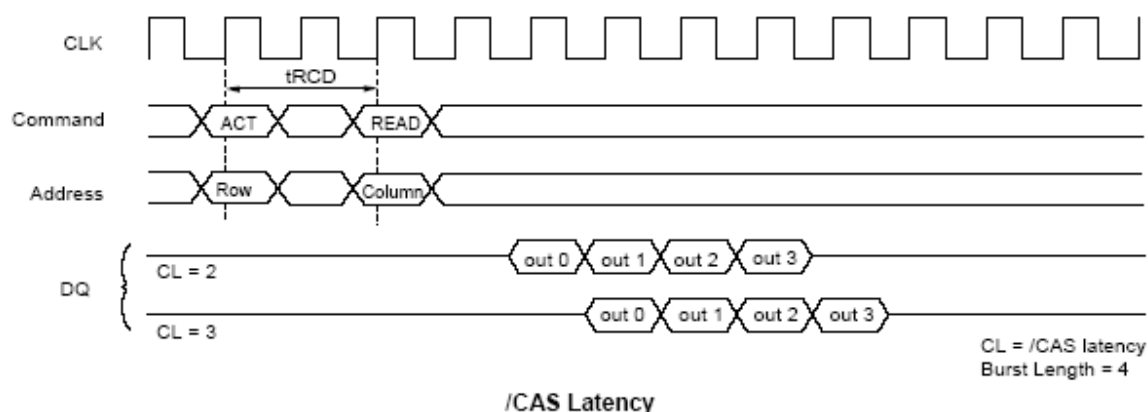 CLK
tRCD
Command
ACT
READ
Address
Row
Column
DQ
CL = 2
out 0
out 1
out 2
out 3
CL = 3
out 0
out 1
out 2
out 3
CL = /CAS latency
Burst Length = 4
/CAS Latency